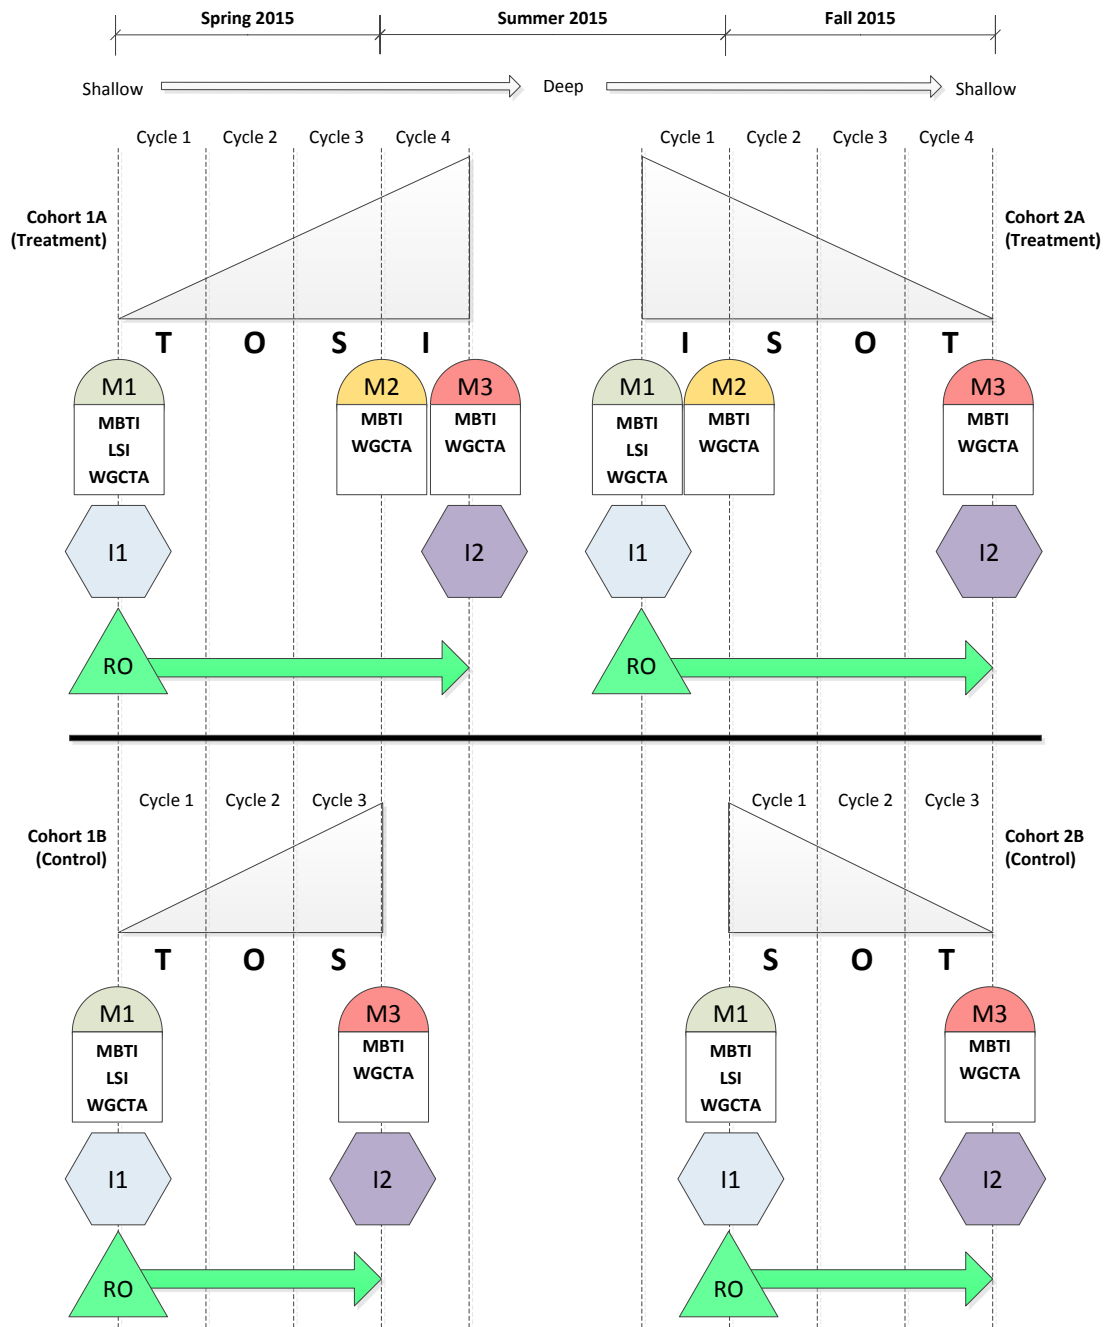 Spring 2015
Summer 2015
Fall 2015
Shallow
Deep
Shallow
Cycle 1
Cycle 2
Cycle 3
Cycle 4
Cycle 1
Cycle 2
Cycle 3
Cycle 4
Cohort 1A
(Treatment)
Cohort 2A
(Treatment)
T O S I
I S O T
M1
MBTI
LSI
WGCTA
M2
MBTI
WGCTA
M3
MBTI
WGCTA
M1
MBTI
LSI
WGCTA
M2
MBTI
WGCTA
M3
MBTI
WGCTA
I1
I2
I1
I2
RO
RO
Cycle 1
Cycle 2
Cycle 3
Cycle 1
Cycle 2
Cycle 3
Cohort 1B
(Control)
Cohort 2B
(Control)
T O S
S O T
M1
MBTI
LSI
WGCTA
M3
MBTI
WGCTA
M1
MBTI
LSI
WGCTA
M3
MBTI
WGCTA
I1
I2
I1
I2
RO
RO